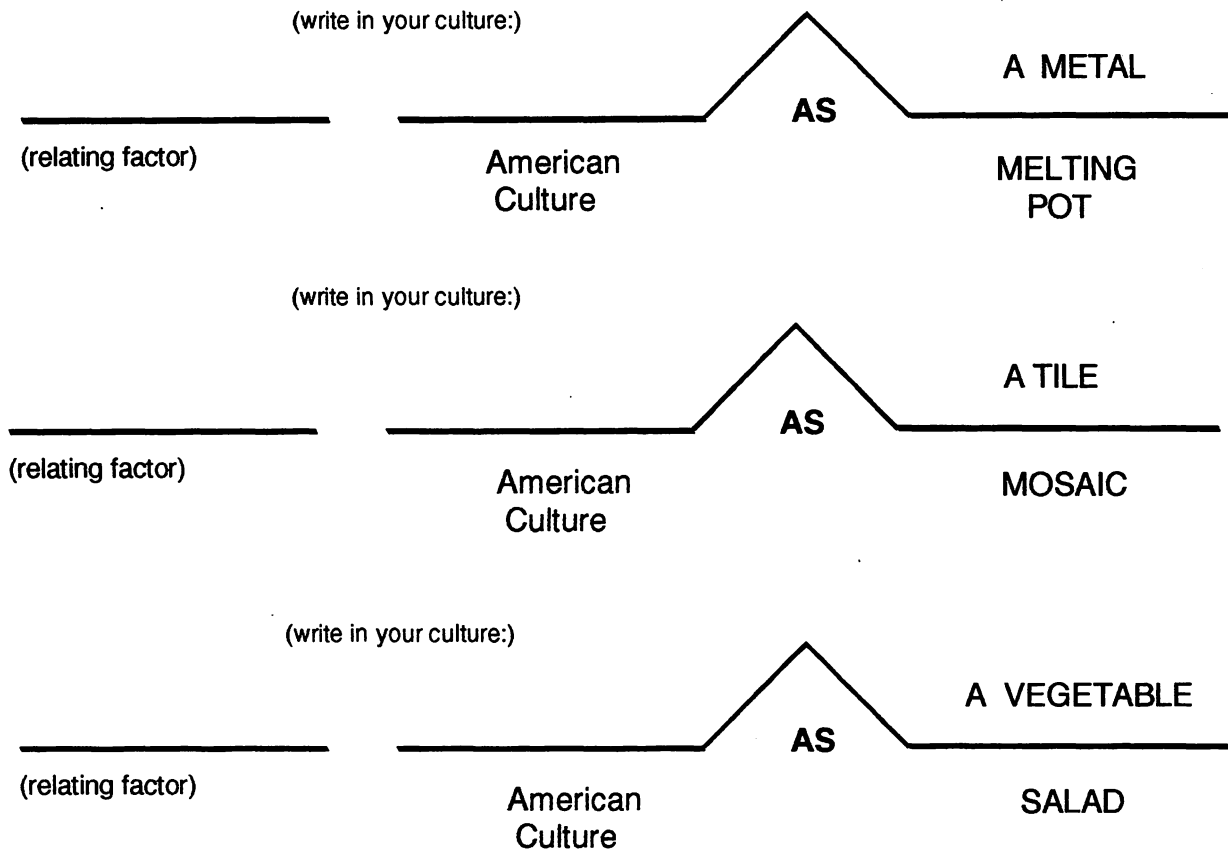 (write in your culture:)
A METAL
AS
(relating factor)
American
Culture
MELTING
POT
(write in your culture:)
A TILE
AS
(relating factor)
American
Culture
MOSAIC
(write in your culture:)
A VEGETABLE
AS
(relating factor)
American
Culture
SALAD